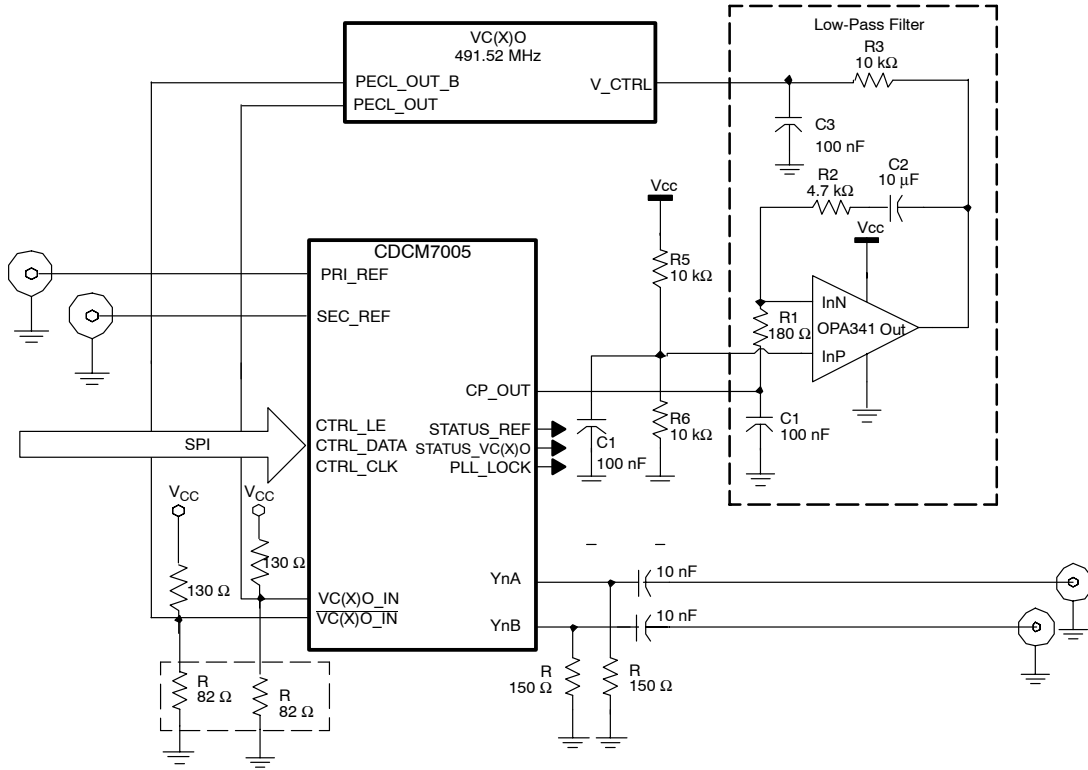 Low-Pass Filter
VC(X)O
491.52 MHz
PECL_OUT_B
PECL_OUT
V_CTRL
R3
10 kΩ
C3
100 nF
R2
4.7 kΩ
C2
10 μF
Vcc
Vcc
R5
10 kΩ
InN
OPA341 Out
InP
R1
180 Ω
CDCM7005
PRI_REF
SEC_REF
CP_OUT
CTRL_LE
CTRL_DATA
CTRL_CLK
SPI
STATUS_REF
STATUS_VC(X)O
PLL_LOCK
C1
100 nF
R6
10 kΩ
C1
100 nF
VCC
VCC
130 Ω
130 Ω
VC(X)O_IN
VC(X)O_IN
YnA
YnB
10 nF
10 nF
R
82 Ω
R
82 Ω
R
150 Ω
R
150 Ω